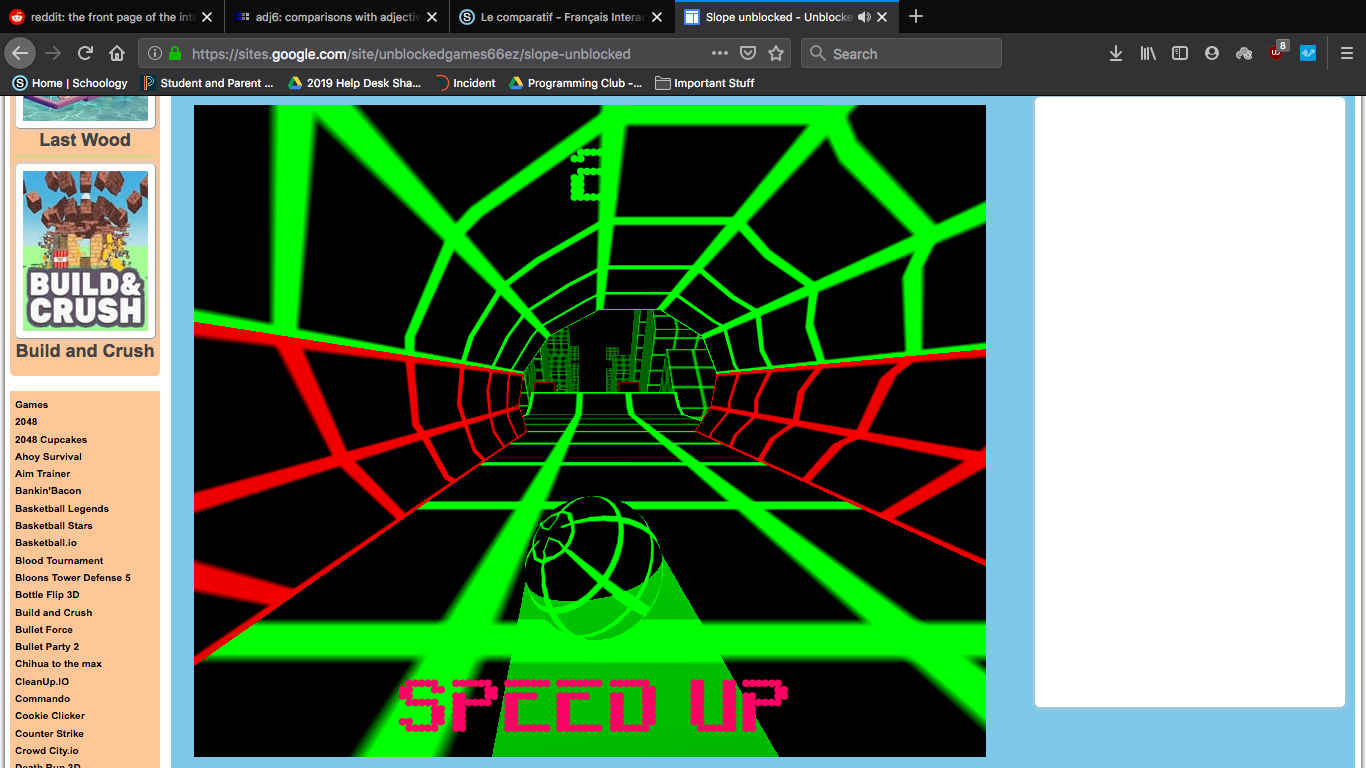 reddit: the front page of the int
adj6: comparisons with adjectiv
Le comparatif - Français Interac
Slope unblocked - Unblocke
https://sites.google.com/site/unblockedgames66ez/slope-unblocked
Search
8
Home | Schoology
Student and Parent ...
2019 Help Desk Sha...
Incident
Programming Club -...
Important Stuff
Last Wood
BUILD&
CRUSH
Build and Crush
Games
2048
2048 Cupcakes
Ahoy Survival
Aim Trainer
Bankin'Bacon
Basketball Legends
Basketball Stars
Basketball.io
Blood Tournament
Bloons Tower Defense 5
Bottle Flip 3D
Build and Crush
Bullet Force
Bullet Party 2
Chihua to the max
CleanUp.IO
Commando
Cookie Clicker
Counter Strike
Crowd City.io
Death Run 3D
SPEED UP